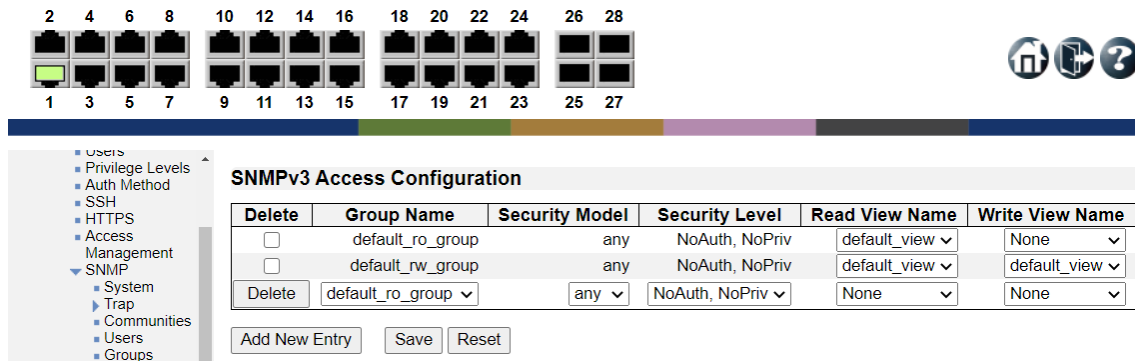 2 4 6 8 10 12 14 16 18 20 22 24 26 28
1 3 5 7 9 11 13 15 17 19 21 23 25 27
?
Users
Privilege Levels
Auth Method
SSH
HTTPS
Access
Management
SNMP
System
Trap
Communities
Users
Groups
SNMPv3 Access Configuration
Delete Group Name Security Model Security Level Read View Name Write View Name
default_ro_group any NoAuth, NoPriv default_view None
default_rw_group any NoAuth, NoPriv default_view default_view
Delete default_ro_group any NoAuth, NoPriv None None
Add New Entry Save Reset